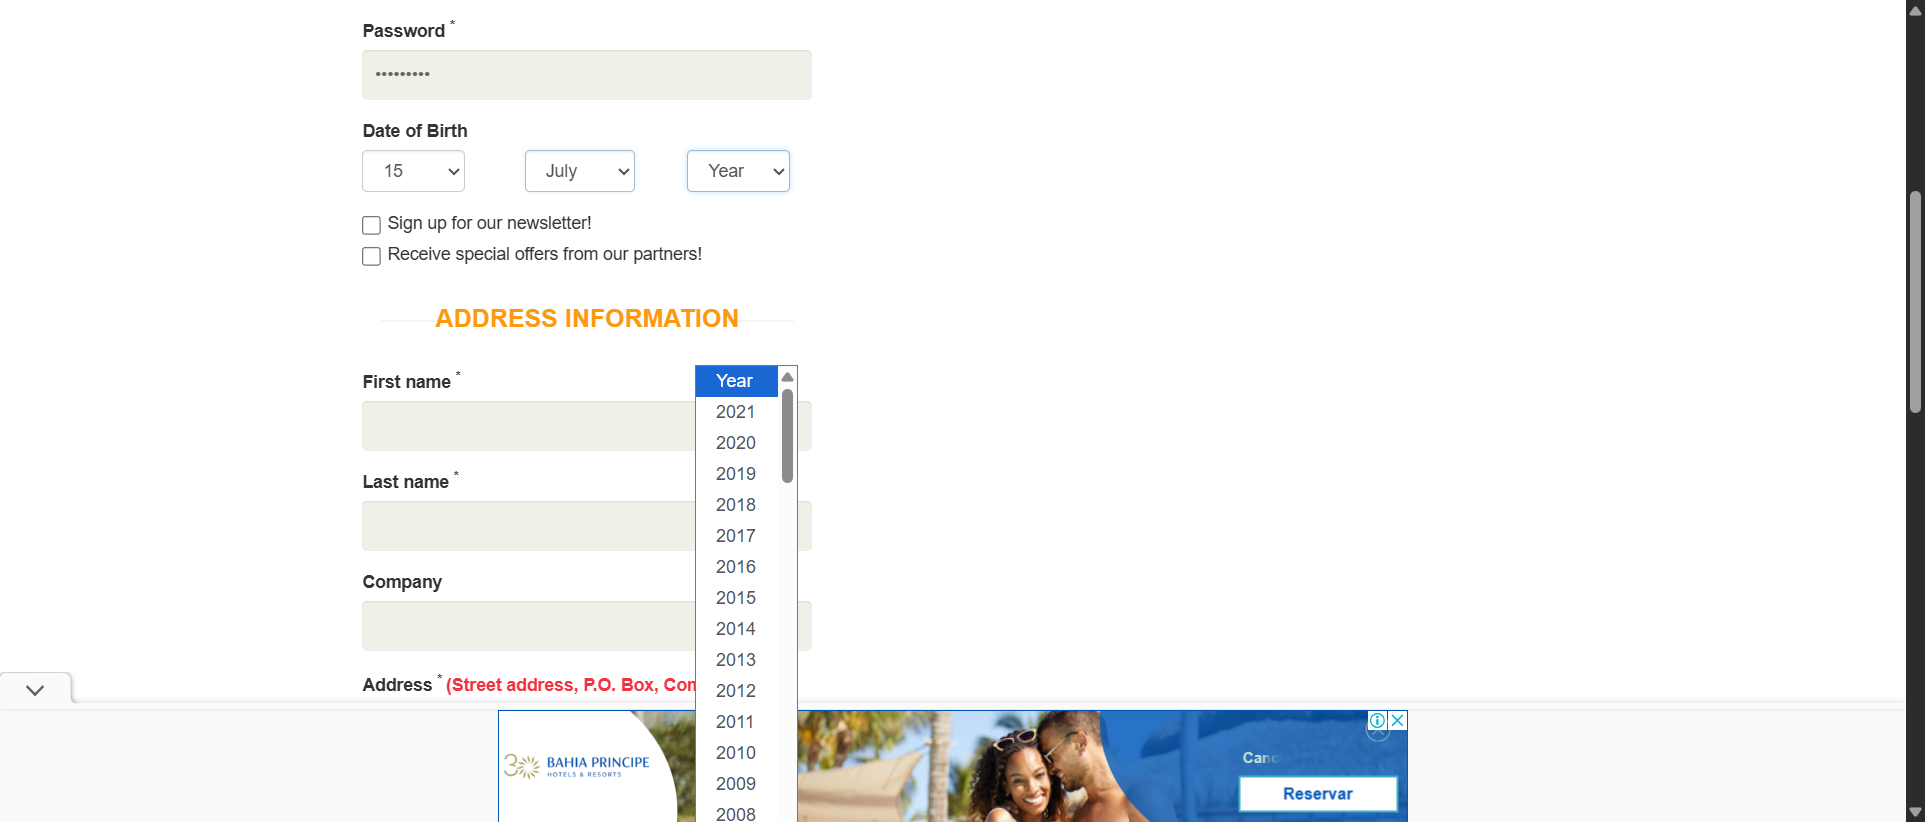 Password *
•••••••••
Date of Birth
15 July Year
Sign up for our newsletter!
Receive special offers from our partners!
ADDRESS INFORMATION
First name *
Last name *
Company
Address * (Street address, P.O. Box, Com
Year
2021
2020
2019
2018
2017
2016
2015
2014
2013
2012
2011
2010
2009
2008
30 BAHIA PRINCIPE
HOTELS & RESORTS
Canc
Reservar